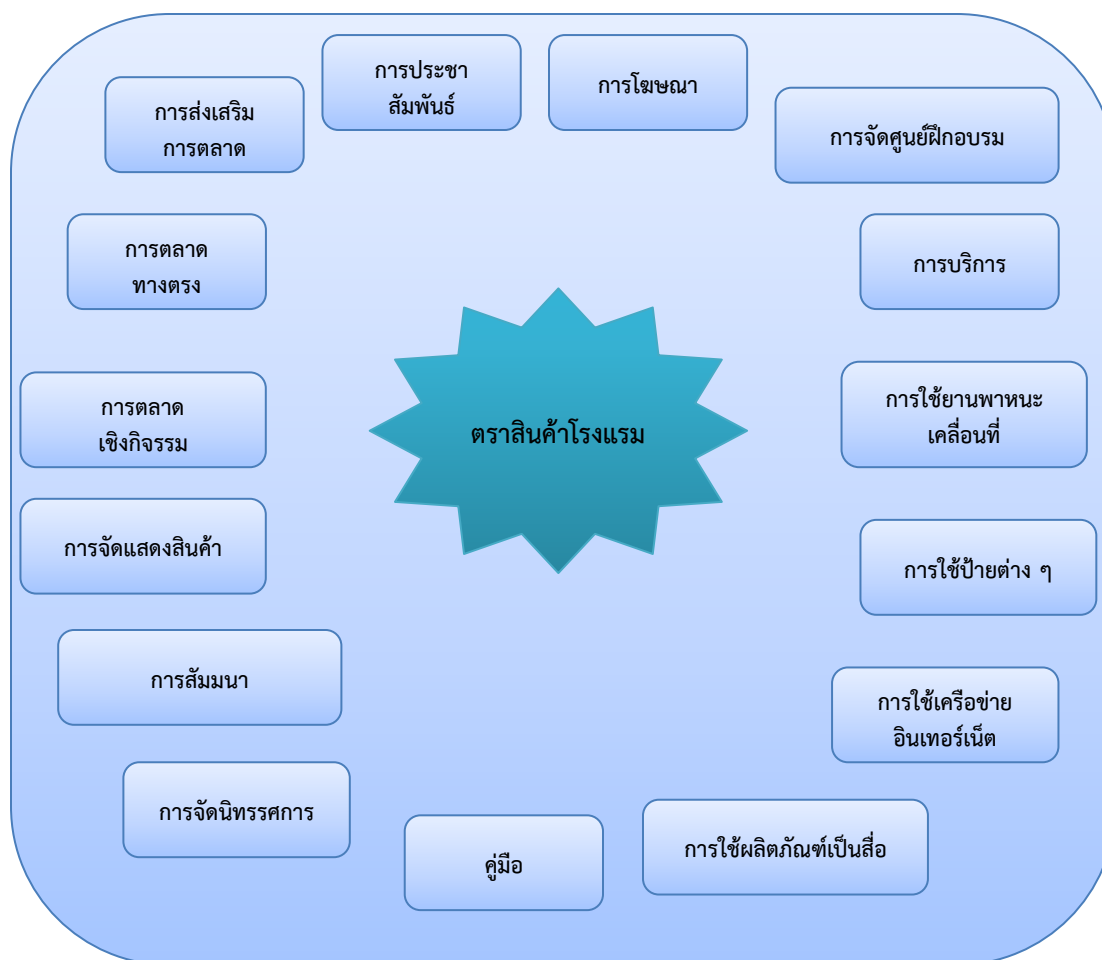 การประชา
สัมพันธ์
การโฆษณา
การส่งเสริม
การตลาด
การจัดศูนย์ฝึกอบรม
การตลาด
ทางตรง
การบริการ
การตลาด
เชิงกิจกรรม
การใช้ยานพาหนะ
เคลื่อนที่
ตราสินค้าโรงแรม
การจัดแสดงสินค้า
การใช้ป้ายต่าง ๆ
การสัมมนา
การใช้เครือข่าย
อินเทอร์เน็ต
การจัดนิทรรศการ
คู่มือ
การใช้ผลิตภัณฑ์เป็นสื่อ